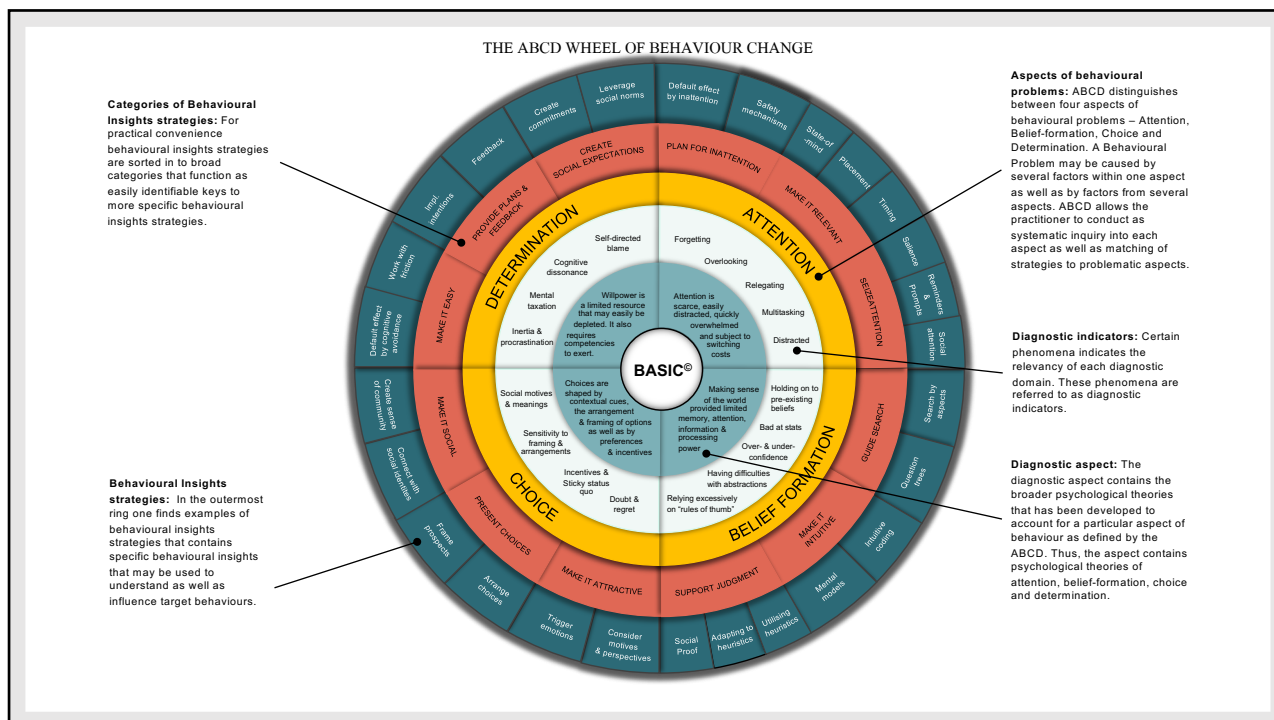 THE ABCD WHEEL OF BEHAVIOUR CHANGE
Categories of Behavioural
Insights strategies: For
practical convenience
behavioural insights strategies
are sorted in to broad
categories that function as
easily identifiable keys to
more specific behavioural
insights strategies.
Behavioural Insights
strategies: In the outermost
ring one finds examples of
behavioural insights
strategies that contains
specific behavioural insights
that may be used to
understand as well as
influence target behaviours.
Aspects of behavioural
problems: ABCD distinguishes
between four aspects of
behavioural problems – Attention,
Belief-formation, Choice and
Determination. A Behavioural
Problem may be caused by
several factors within one aspect
as well as by factors from several
aspects. ABCD allows the
practitioner to conduct as
systematic inquiry into each
aspect as well as matching of
strategies to problematic aspects.
Diagnostic indicators: Certain
phenomena indicates the
relevancy of each diagnostic
domain. These phenomena are
referred to as diagnostic
indicators.
Diagnostic aspect: The
diagnostic aspect contains the
broader psychological theories
that has been developed to
account for a particular aspect of
behaviour as defined by the
ABCD. Thus, the aspect contains
psychological theories of
attention, belief-formation, choice
and determination.
Default effect
by inattention
Safety
mechanisms
State-of
-mind
Placement
Timing
Salience
Reminders
&
Prompts
Social
attention
Search by
aspects
Question
trees
Intuitive
coding
Mental
models
Utilising
heuristics
Adapting to
heuristics
Social
Proof
Consider
motives
& perspectives
Trigger
emotions
Arrange
choices
Frame
prospects
Connect with
social identities
Create sense
of community
Default effect
by cognitive
avoidance
Work with
friction
Impl.
intentions
Feedback
Create
commitments
Leverage
social norms
PLAN FOR INATTENTION
MAKE IT RELEVANT
SEIZEATTENTION
GUIDE SEARCH
MAKE IT
INTUITIVE
SUPPORT JUDGMENT
MAKE IT ATTRACTIVE
PRESENT CHOICES
MAKE IT SOCIAL
MAKE IT EASY
PROVIDE PLANS &
FEEDBACK
CREATE
SOCIAL EXPECTATIONS
ATTENTION
BELIEF FORMATION
CHOICE
DETERMINATION
Forgetting
Overlooking
Relegating
Multitasking
Distracted
Holding on to
pre-existing
beliefs
Bad at stats
Over- & under-
confidence
Having difficulties
with abstractions
Relying excessively
on “rules of thumb”
Doubt &
regret
Incentives &
Sticky status
quo
Sensitivity to
framing &
arrangements
Social motives
& meanings
Inertia &
procrastination
Mental
taxation
Cognitive
dissonance
Self-directed
blame
Attention is
scarce, easily
distracted, quickly
overwhelmed
and subject to
switching
costs
Making sense
of the world
provided limited
memory, attention,
information &
processing
power
Choices are
shaped by
contextual cues,
the arrangement
& framing of options
as well as by
preferences
& incentives
Willpower is
a limited resource
that may easily be
depleted. It also
requires
competencies
to exert.
BASIC©